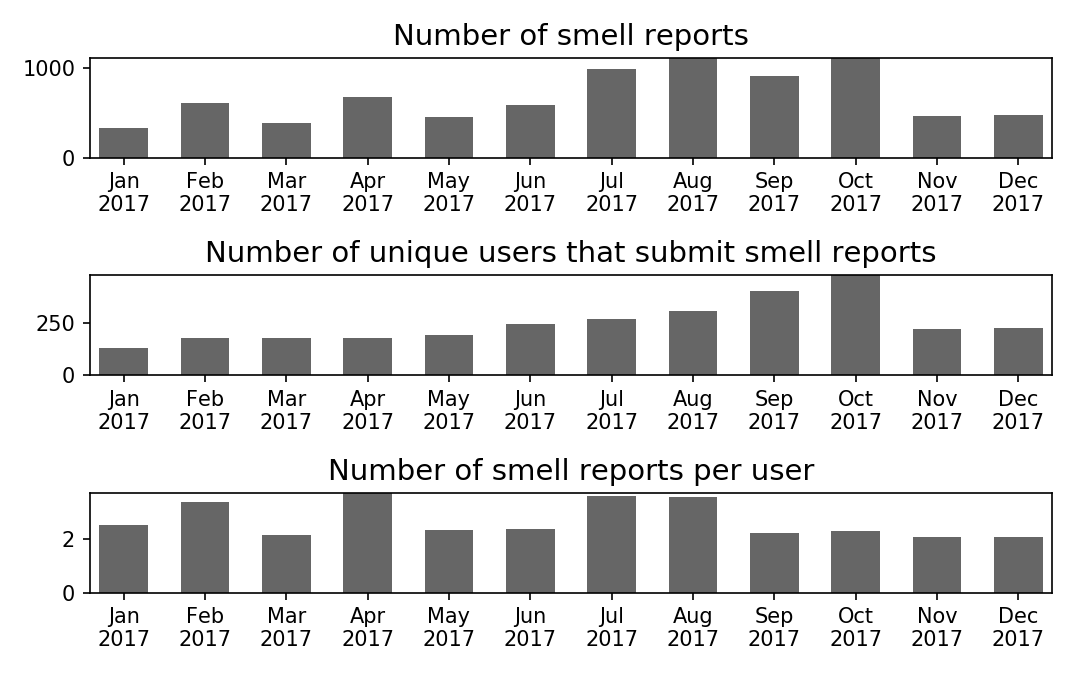 Number of smell reports
1000
0
Jan Feb Mar Apr May Jun Jul Aug Sep Oct Nov Dec
2017 2017 2017 2017 2017 2017 2017 2017 2017 2017 2017 2017
Number of unique users that submit smell reports
250
0
Jan Feb Mar Apr May Jun Jul Aug Sep Oct Nov Dec
2017 2017 2017 2017 2017 2017 2017 2017 2017 2017 2017 2017
Number of smell reports per user
2
0
Jan Feb Mar Apr May Jun Jul Aug Sep Oct Nov Dec
2017 2017 2017 2017 2017 2017 2017 2017 2017 2017 2017 2017